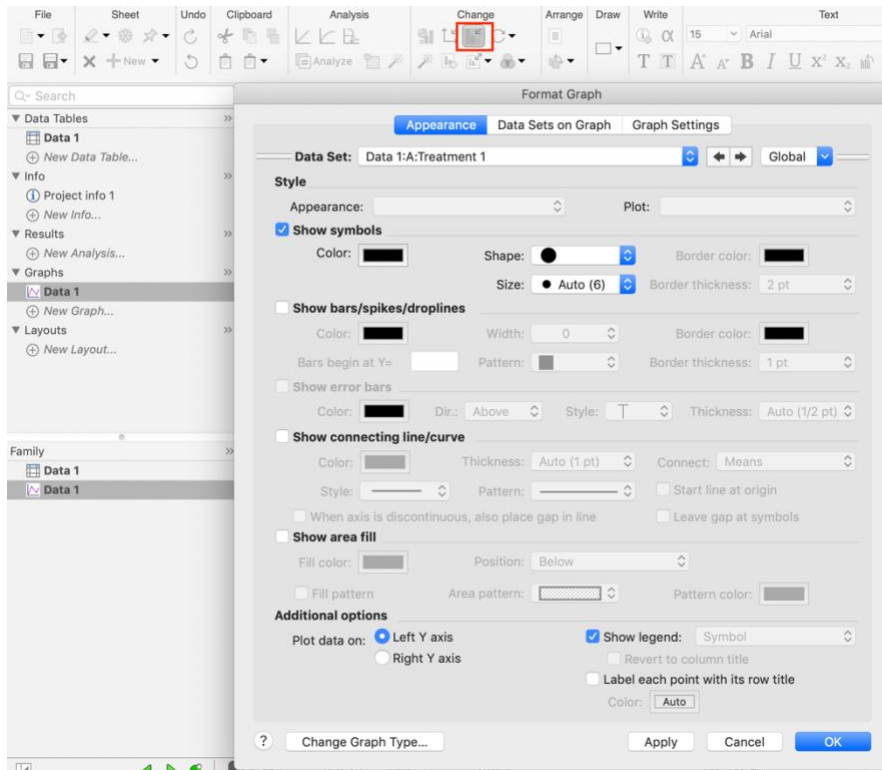 File Sheet Undo Clipboard Analysis Change Arrange Draw Write Text
15 Arial
New Analyze T T A A B I U X² X₂
Search
Format Graph
Data Tables
Data 1
New Data Table...
Info
Project info 1
New Info...
Results
New Analysis...
Graphs
Data 1
New Graph...
Layouts
New Layout...
Family
Data 1
Data 1
Appearance Data Sets on Graph Graph Settings
Data Set: Data 1:A:Treatment 1 Global
Style
Appearance: Plot:
Show symbols
Color: Shape: Border color:
Size: Auto (6) Border thickness: 2 pt
Show bars/spikes/droplines
Color: Width: 0 Border color:
Bars begin at Y= Pattern: Border thickness: 1 pt
Show error bars
Color: Dir.: Above Style: Thickness: Auto (1/2 pt)
Show connecting line/curve
Color: Thickness: Auto (1 pt) Connect: Means
Style: Pattern: Start line at origin
When axis is discontinuous, also place gap in line Leave gap at symbols
Show area fill
Fill color: Position: Below
Fill pattern Area pattern: Pattern color:
Additional options
Plot data on: Left Y axis Show legend: Symbol
Right Y axis Revert to column title
Label each point with its row title
Color: Auto
? Change Graph Type... Apply Cancel OK